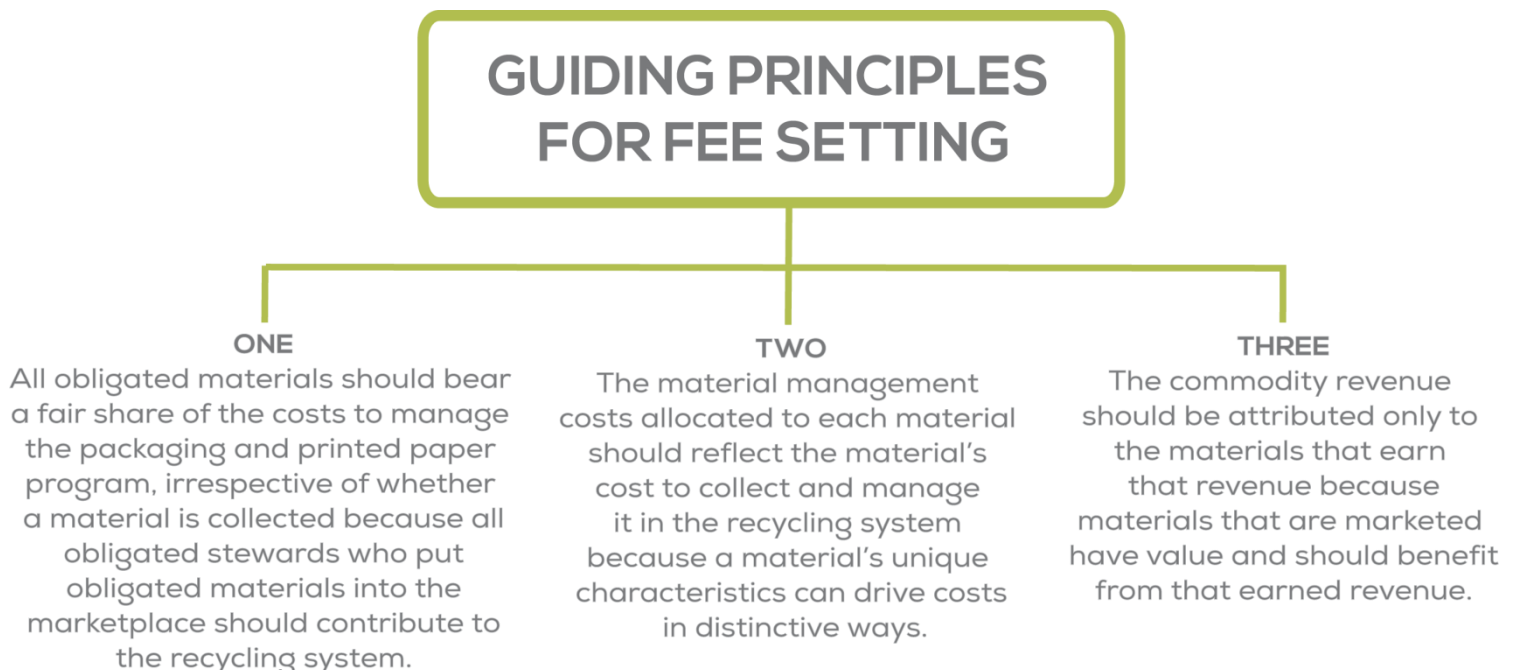 GUIDING PRINCIPLES
FOR FEE SETTING
ONE
All obligated materials should bear
a fair share of the costs to manage
the packaging and printed paper
program, irrespective of whether
a material is collected because all
obligated stewards who put
obligated materials into the
marketplace should contribute to
the recycling system.
TWO
The material management
costs allocated to each material
should reflect the material's
cost to collect and manage
it in the recycling system
because a material's unique
characteristics can drive costs
in distinctive ways.
THREE
The commodity revenue
should be attributed only to
the materials that earn
that revenue because
materials that are marketed
have value and should benefit
from that earned revenue.